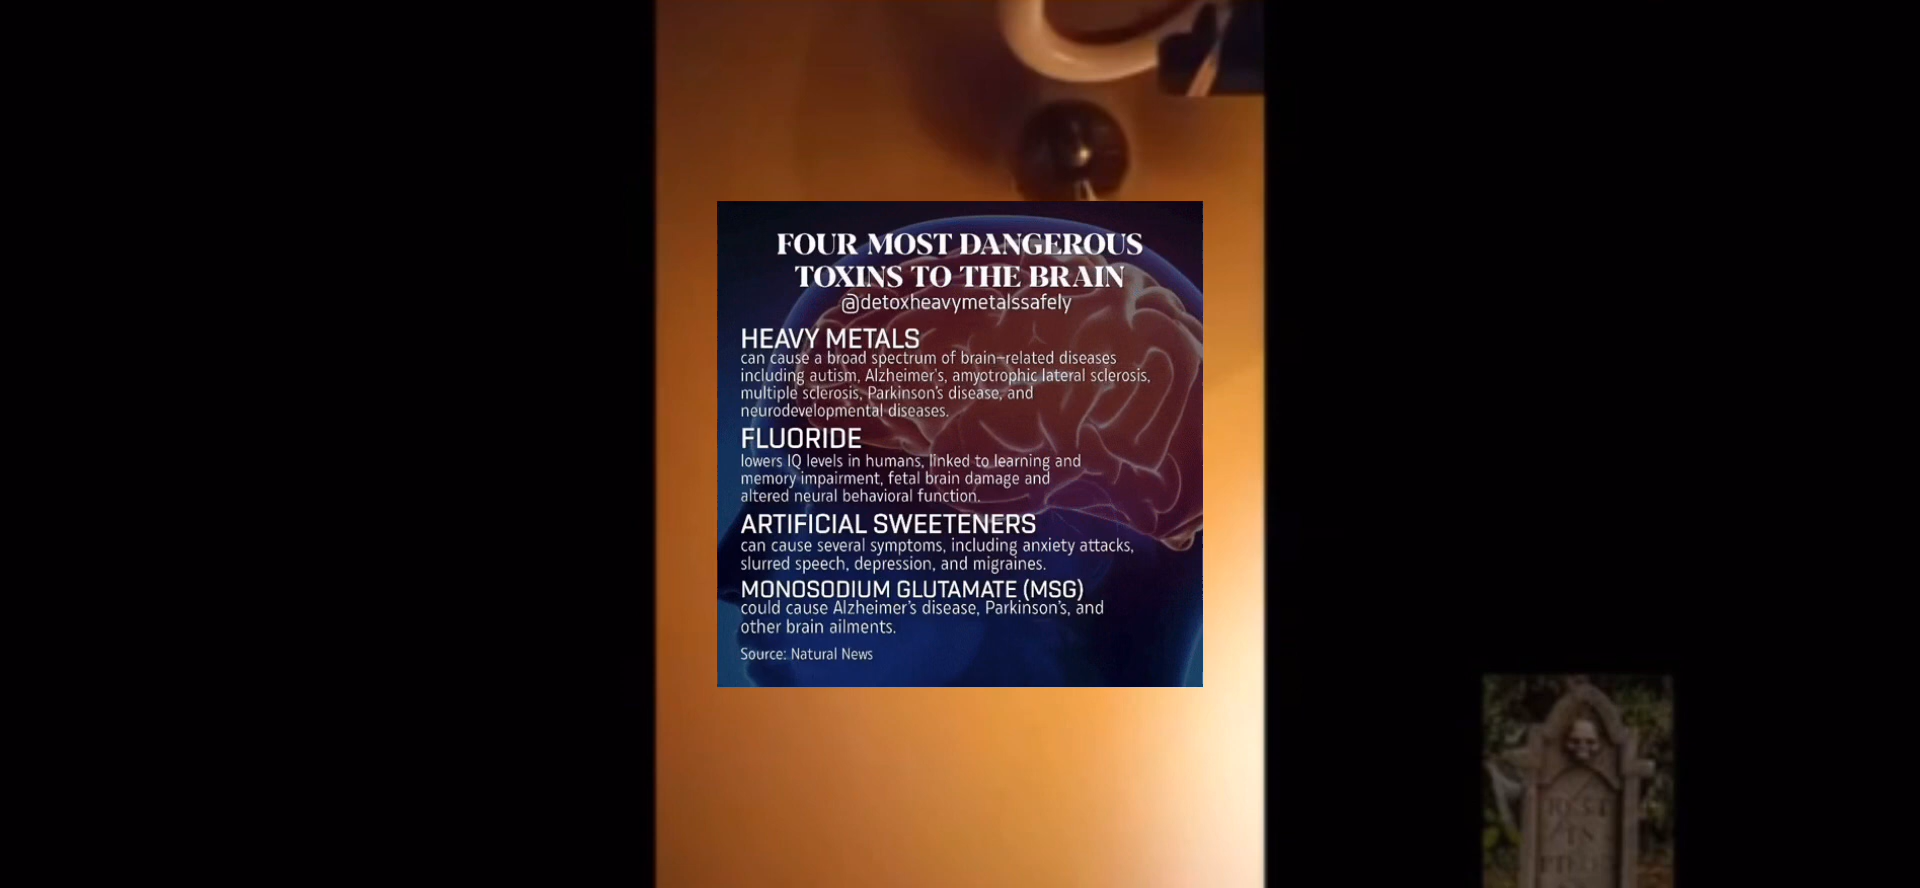 FOUR MOST DANGEROUS
TOXINS TO THE BRAIN
@detoxheavymetalssafely
HEAVY METALS
can cause a broad spectrum of brain-related diseases
including autism, Alzheimer's, amyotrophic lateral sclerosis,
multiple sclerosis, Parkinson's disease, and
neurodevelopmental diseases.
FLUORIDE
lowers IQ levels in humans, linked to learning and
memory impairment, fetal brain damage and
altered neural behavioral function.
ARTIFICIAL SWEETENERS
can cause several symptoms, including anxiety attacks,
slurred speech, depression, and migraines.
MONOSODIUM GLUTAMATE (MSG)
could cause Alzheimer's disease, Parkinson's, and
other brain ailments.
Source: Natural News